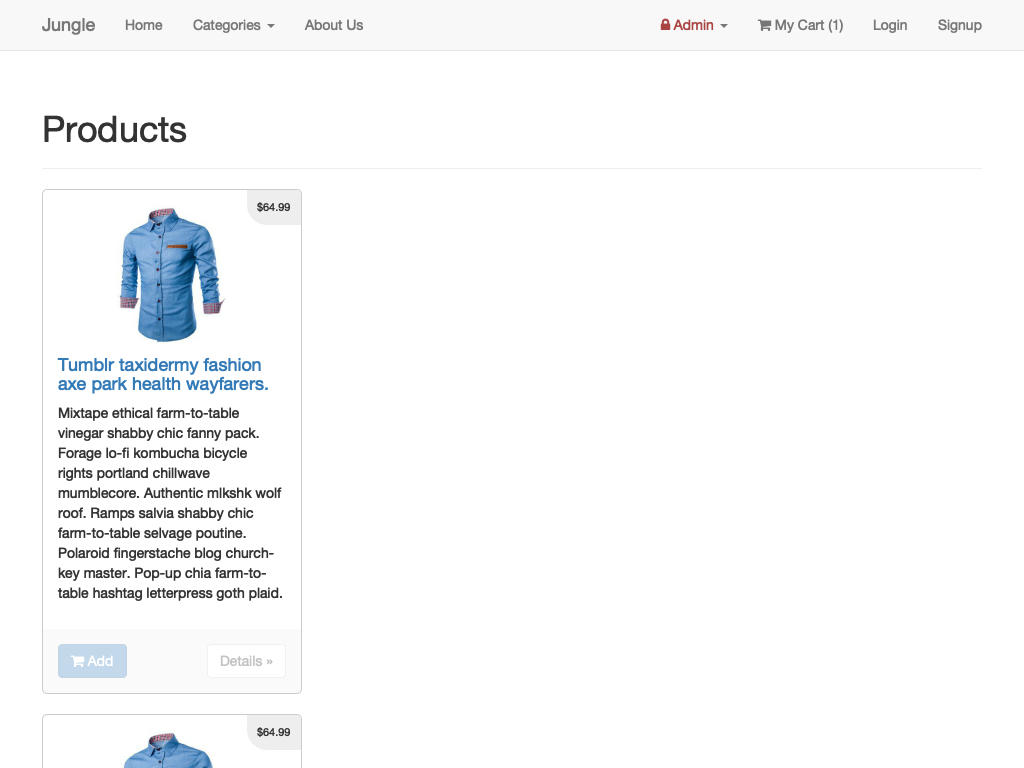 Jungle Home Categories About Us Admin My Cart (1) Login Signup
Products
$64.99
Tumblr taxidermy fashion
axe park health wayfarers.
Mixtape ethical farm-to-table
vinegar shabby chic fanny pack.
Forage lo-fi kombucha bicycle
rights portland chillwave
mumblecore. Authentic mlkshk wolf
roof. Ramps salvia shabby chic
farm-to-table selvage poutine.
Polaroid fingerstache blog church-
key master. Pop-up chia farm-to-
table hashtag letterpress goth plaid.
Add Details »
$64.99